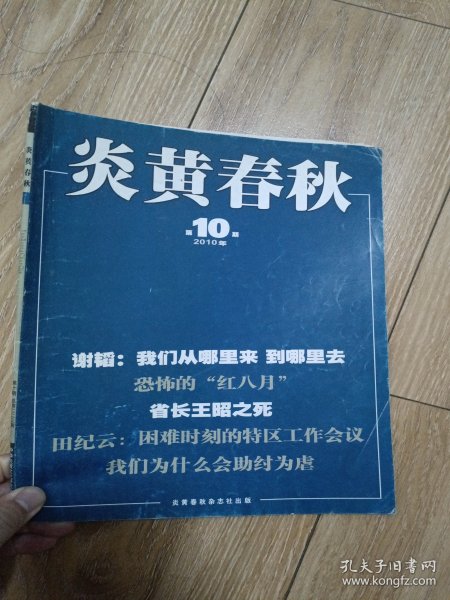 炎黄春秋
第10期
2010年
谢韬：我们从哪里来 到哪里去
恐怖的“红八月”
省长王昭之死
田纪云：困难时刻的特区工作会议
我们为什么会助纣为虐
炎黄春秋杂志社出版
炎黄春秋
孔夫子旧书网
www.kongfz.com